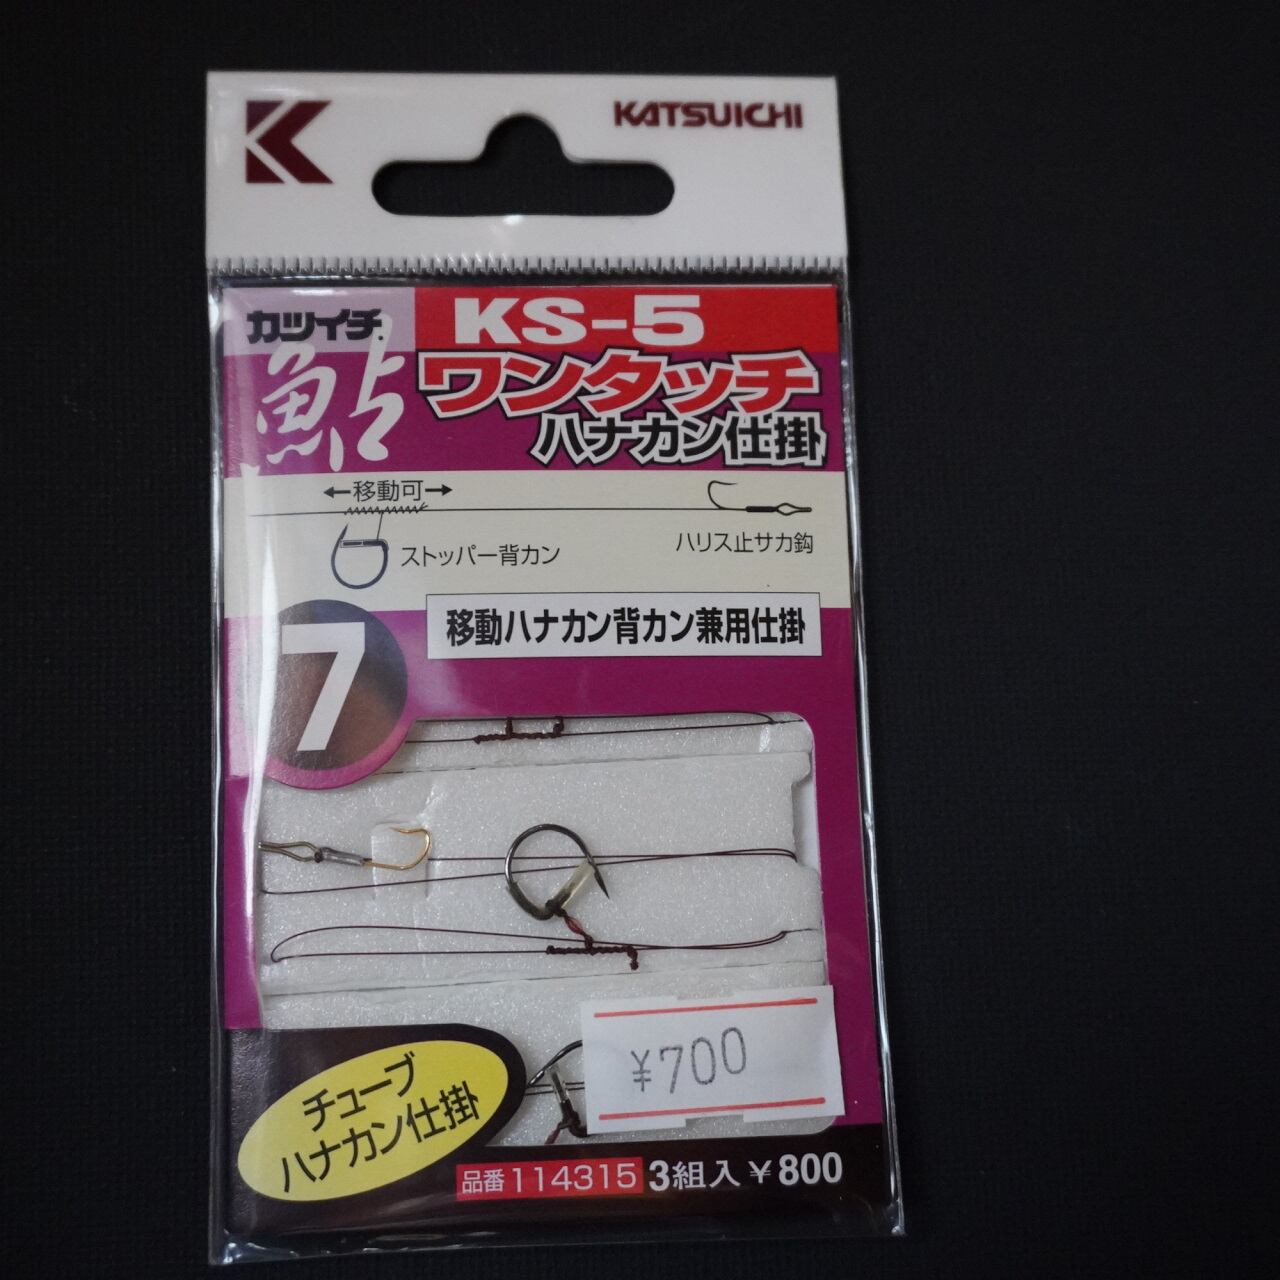 K
KATSUICHI
カツイチ
鮎
KS-5
ワンタッチ
ハナカン仕掛
←移動可→
ストッパー背カン
ハリス止サカ鈎
移動ハナカン背カン兼用仕掛
7
¥700
チューブ
ハナカン仕掛
品番114315 3組入¥800